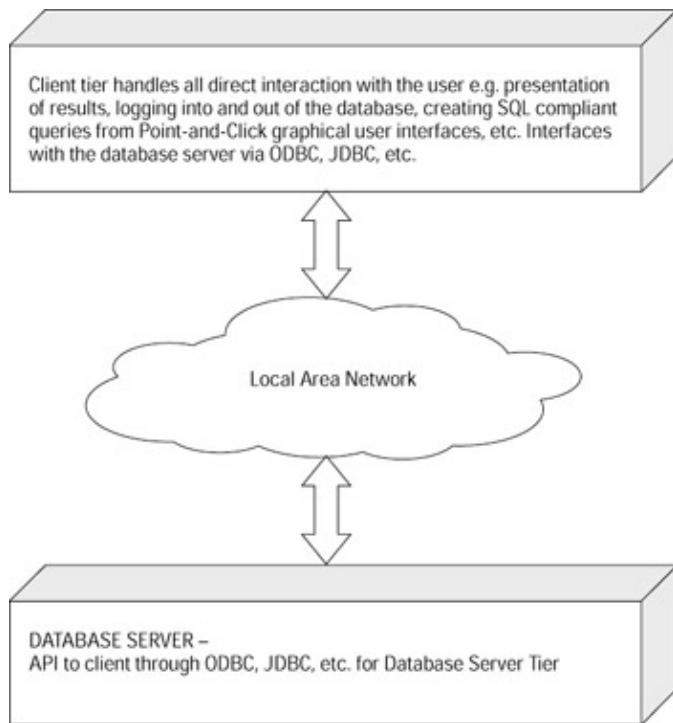 Client tier handles all direct interaction with the user e.g. presentation
of results, logging into and out of the database, creating SQL compliant
queries from Point-and-Click graphical user interfaces, etc. Interfaces
with the database server via ODBC, JDBC, etc.
Local Area Network
DATABASE SERVER –
API to client through ODBC, JDBC, etc. for Database Server Tier